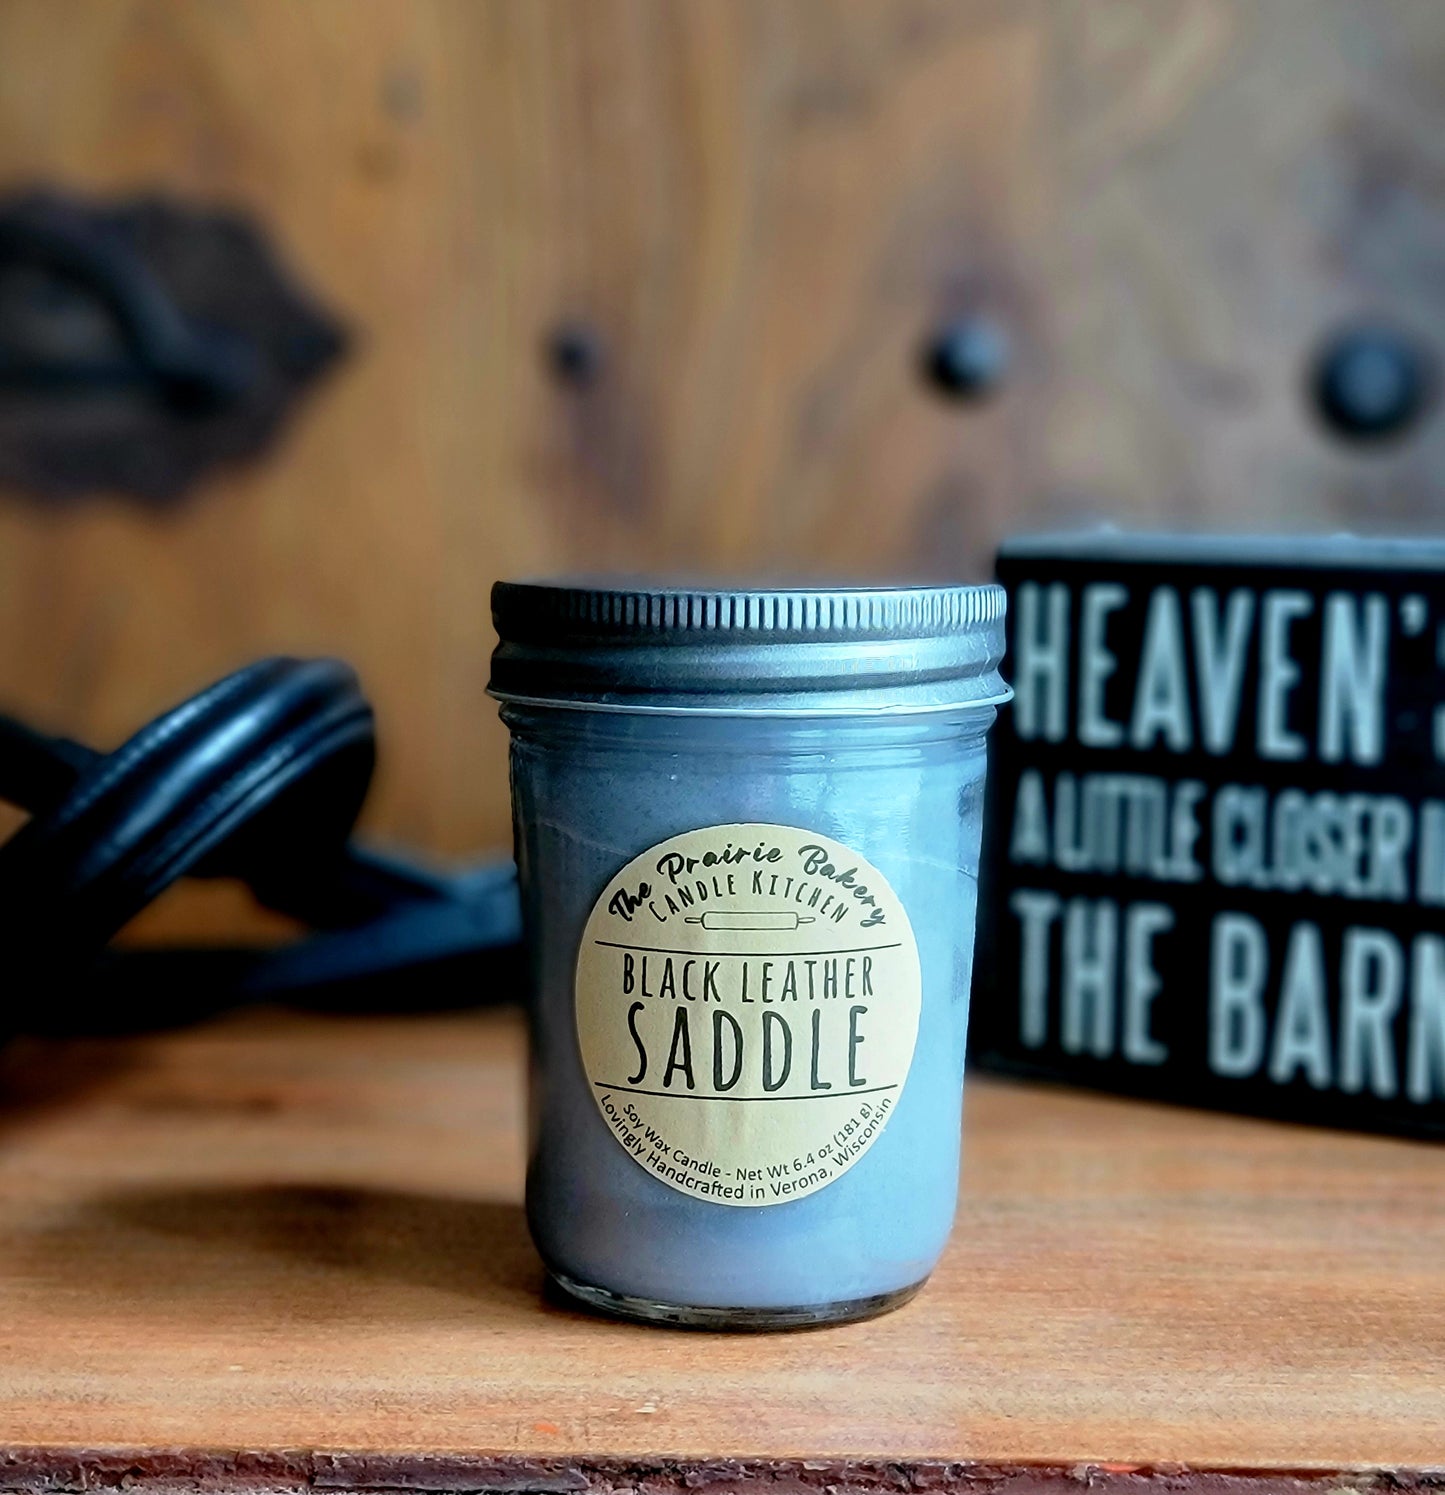 The Prairie Bakery
Candle Kitchen
BLACK LEATHER
SADDLE
Soy Wax Candle - Net Wt 6.4 oz (181 g)
Lovingly Handcrafted in Verona, Wisconsin
HEAVEN'S
A LITTLE CLOSER
THE BARN